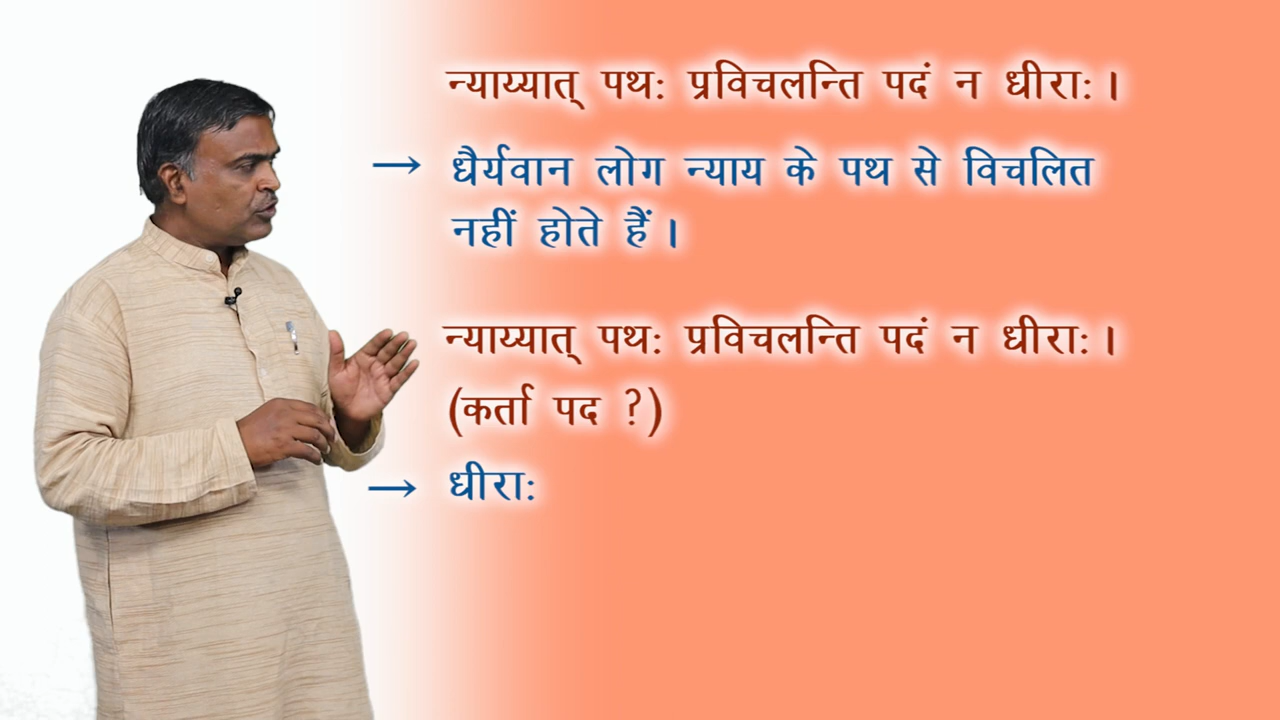 न्याय्यात् पथः प्रविचलन्ति पदं न धीराः ।
→ धैर्यवान लोग न्याय के पथ से विचलित
नहीं होते हैं ।
न्याय्यात् पथः प्रविचलन्ति पदं न धीराः ।
(कर्ता पद ?)
→ धीराः